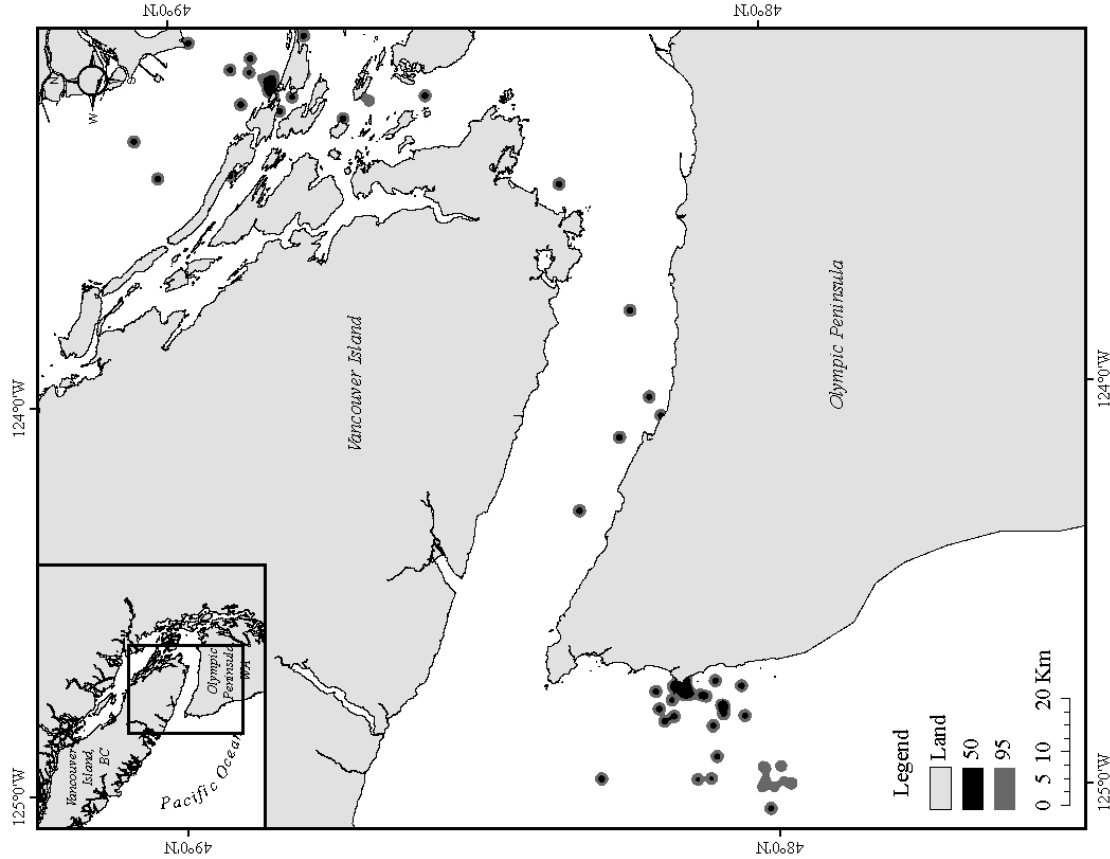 125°0'W
124°0'W
49°0'N
49°0'N
48°0'N
48°0'N
125°0'W
124°0'W
Vancouver
Island,
BC
Pacific Ocean
Olympic
Peninsula
WA
Vancouver Island
Olympic Peninsula
N
W
S
Legend
Land
50
95
0 5 10 20 Km